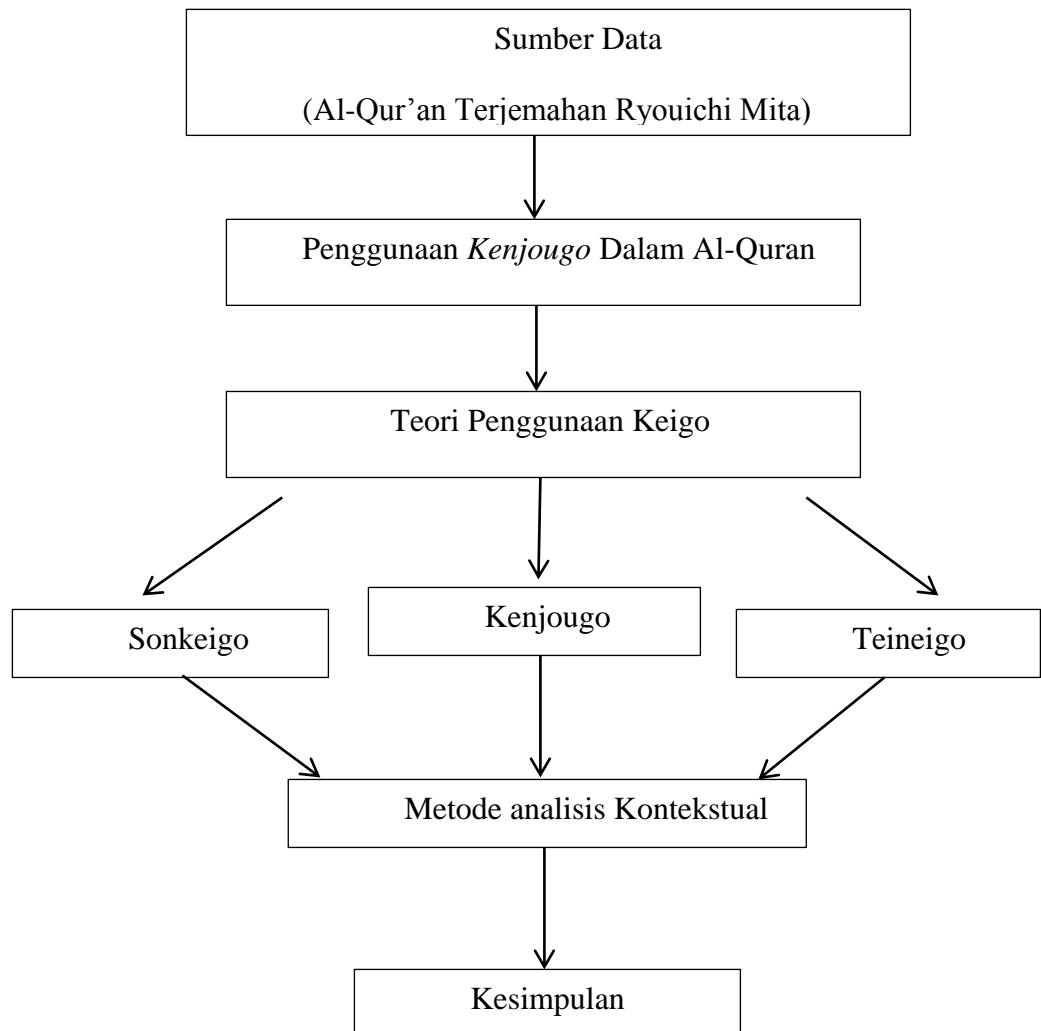 Sumber Data
(Al-Qur’an Terjemahan Ryouichi Mita)
Penggunaan Kenjougo Dalam Al-Quran
Teori Penggunaan Keigo
Sonkeigo
Kenjougo
Teineigo
Metode analisis Kontekstual
Kesimpulan